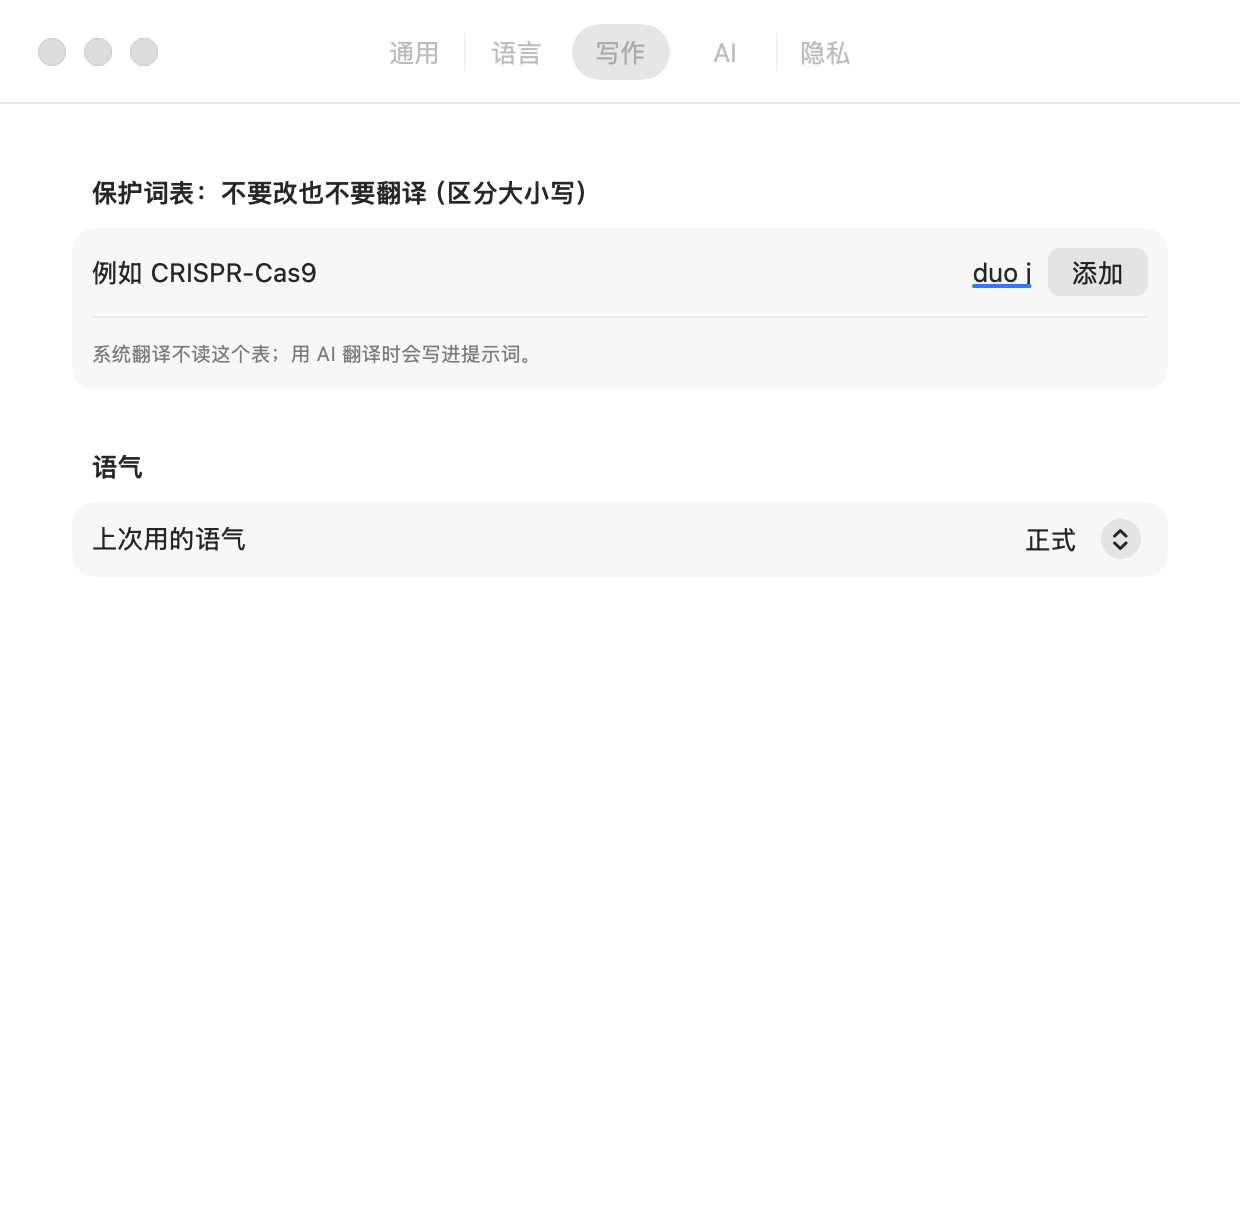 通用 语言 写作 AI 隐私
保护词表：不要改也不要翻译（区分大小写）
例如 CRISPR-Cas9 duo j 添加
系统翻译不读这个表；用 AI 翻译时会写进提示词。
语气
上次用的语气 正式